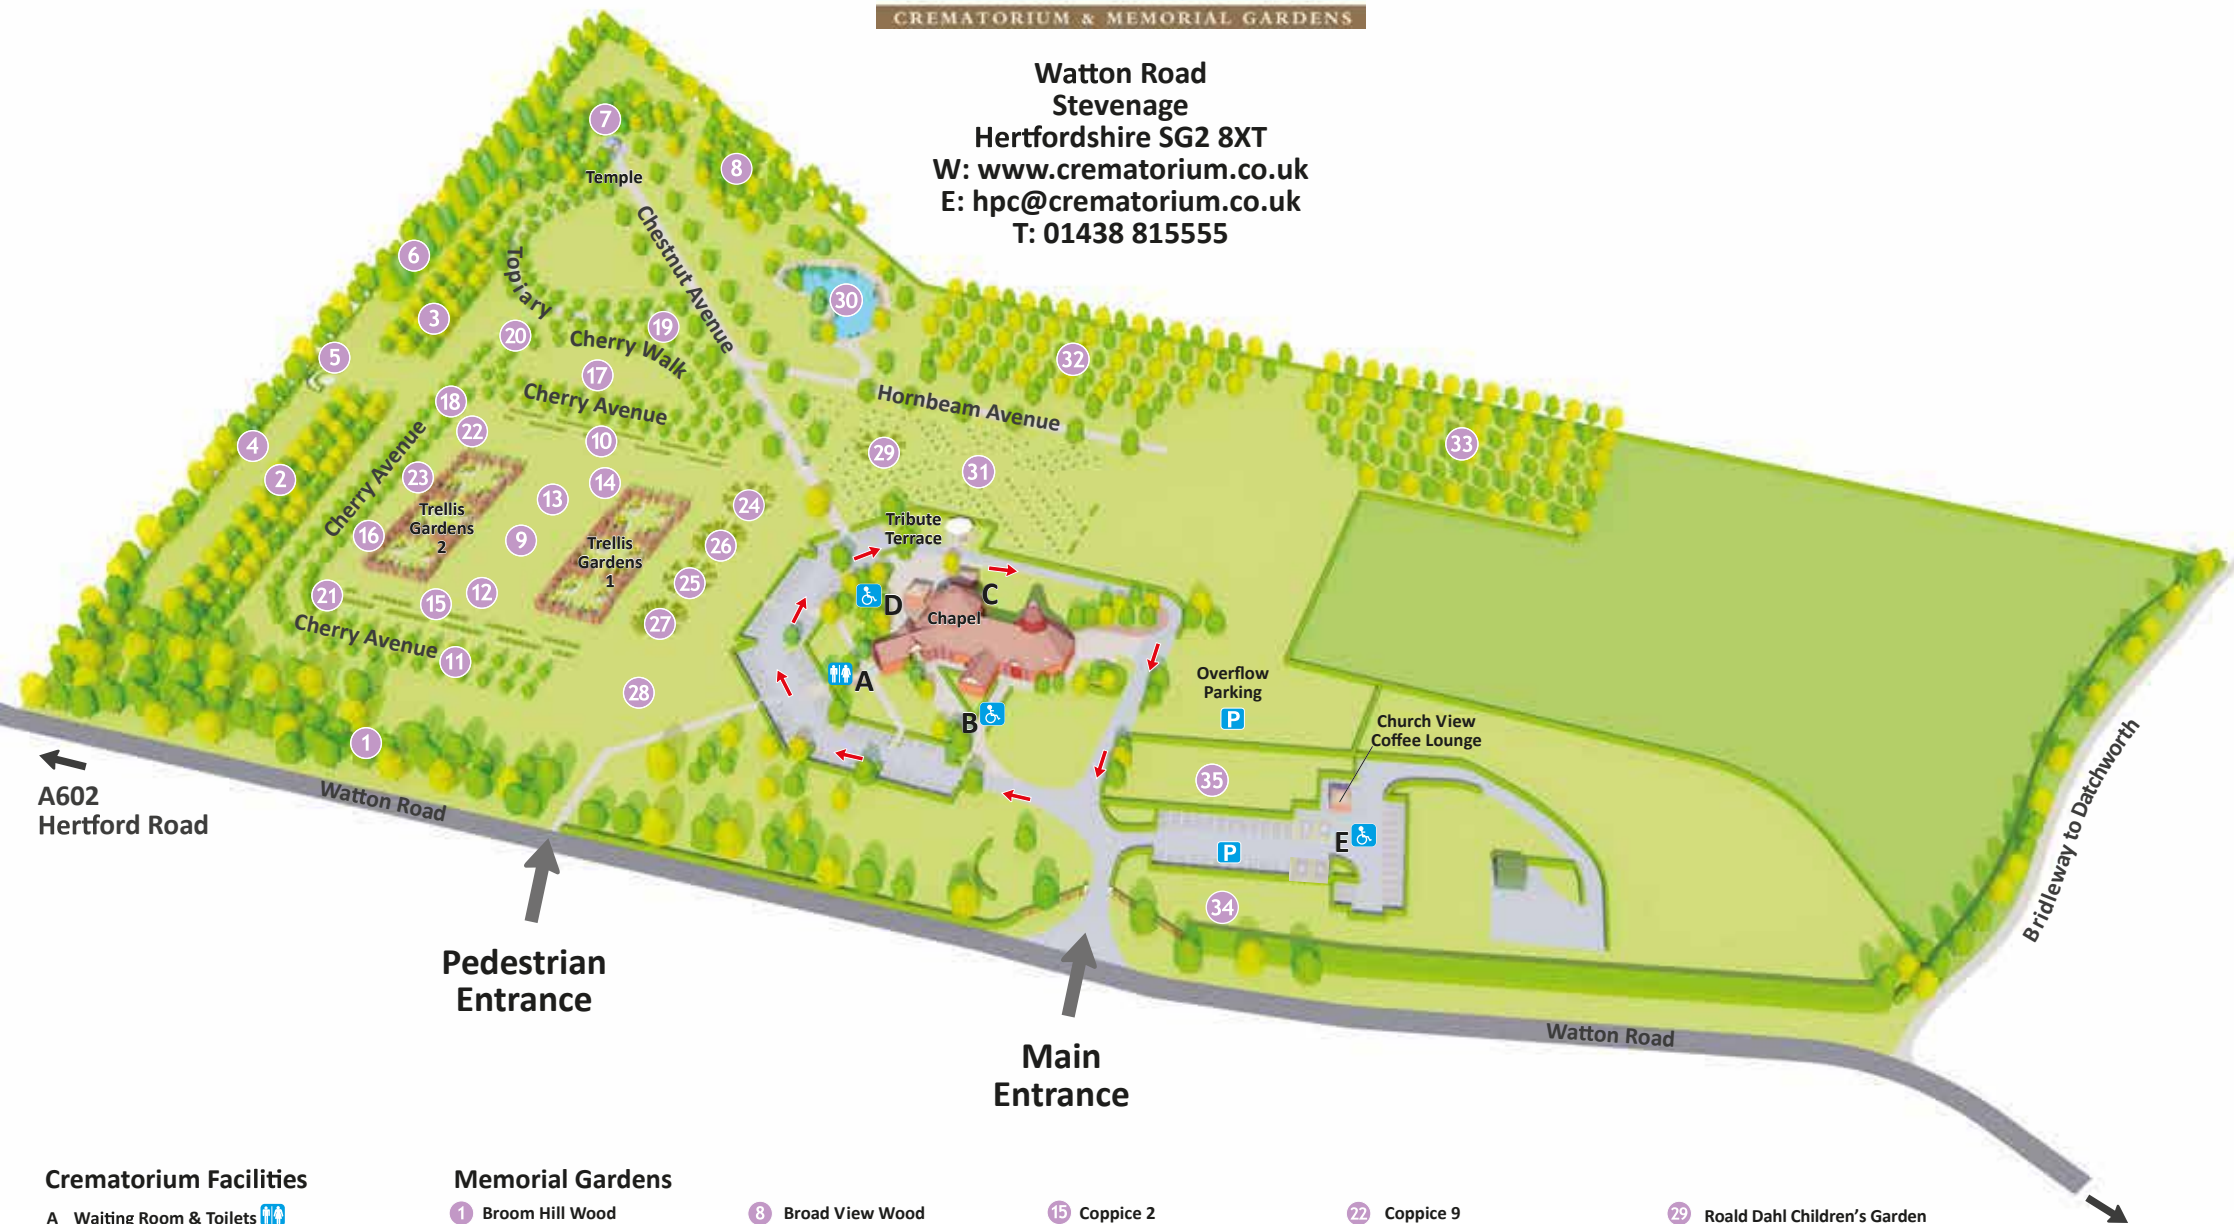 CREMATORIUM & MEMORIAL GARDENS
Watton Road
Stevenage
Hertfordshire SG2 8XT
W: www.crematorium.co.uk
E: hpc@crematorium.co.uk
T: 01438 815555
7
8
Temple
Chestnut Avenue
Topiary
6
3
5
20
19
30
Cherry Walk
17
Cherry Avenue
18
22
10
4
2
23
Cherry Avenue
13
14
Trellis
Gardens
2
16
9
Trellis
Gardens
1
24
26
25
27
12
15
21
Cherry Avenue
11
28
1
Hornbeam Avenue
32
33
29
31
Tribute
Terrace
D
C
Chapel
A
B
Overflow
Parking
P
Church View
Coffee Lounge
35
E
P
34
Bridleway to Datchworth
A602
Hertford Road
Watton Road
Pedestrian
Entrance
Main
Entrance
Watton Road
Crematorium Facilities
A Waiting Room & Toilets
Memorial Gardens
1 Broom Hill Wood
8 Broad View Wood
15 Coppice 2
22 Coppice 9
29 Roald Dahl Children's Garden